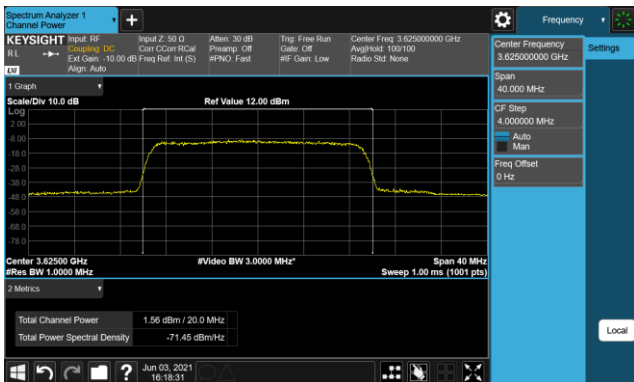 Spectrum Analyzer 1
Channel Power
Frequency
KEYSIGHT Input: RF
RL Coupling: DC
Ext Gain: -10.00 dB
Align: Auto
LXI
Input Z: 50 Ω
Corr CCorr RCal
Freq Ref: Int (S)
Atten: 30 dB
Preamp: Off
#PNO: Fast
Trig: Free Run
Gate: Off
#IF Gain: Low
Center Freq: 3.625000000 GHz
Avg|Hold: 100/100
Radio Std: None
Center Frequency
3.625000000 GHz
Settings
Span
40.000 MHz
CF Step
4.000000 MHz
Auto
Man
Freq Offset
0 Hz
1 Graph
Scale/Div 10.0 dB
Ref Value 12.00 dBm
Log
2.00
-8.00
-18.0
-28.0
-38.0
-48.0
-58.0
-68.0
-78.0
Center 3.62500 GHz
#Video BW 3.0000 MHz*
Span 40 MHz
#Res BW 1.0000 MHz
Sweep 1.00 ms (1001 pts)
2 Metrics
Total Channel Power 1.56 dBm / 20.0 MHz
Total Power Spectral Density -71.45 dBm/Hz
Local
Jun 03, 2021
16:18:31